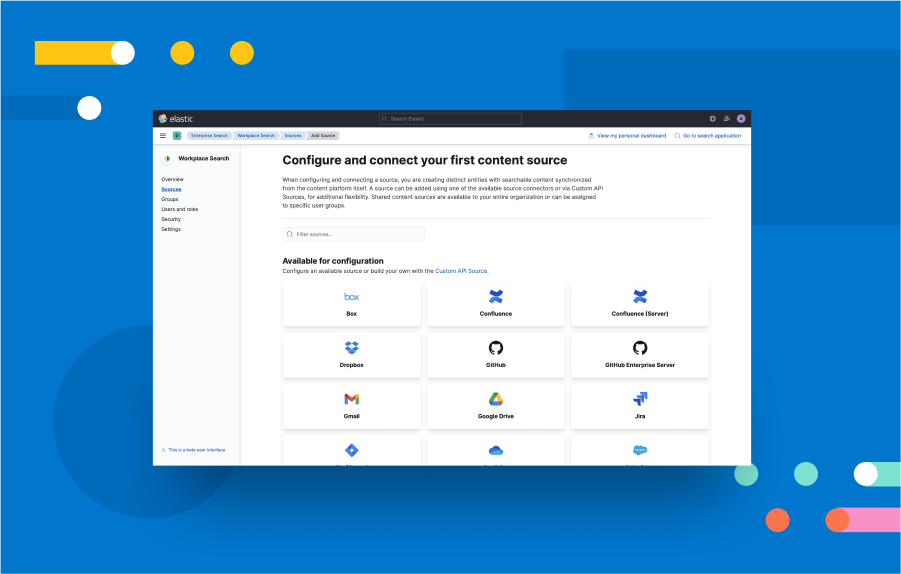 elastic
Search Elastic
D
Enterprise Search
Workplace Search
Sources
Add Source
View my personal dashboard
Go to search application
Workplace Search
Overview
Sources
Groups
Users and roles
Security
Settings
This is a beta user interface
Configure and connect your first content source
When configuring and connecting a source, you are creating distinct entities with searchable content synchronized
from the content platform itself. A source can be added using one of the available source connectors or via Custom API
Sources, for additional flexibility. Shared content sources are available to your entire organization or can be assigned
to specific user groups.
Filter sources...
Available for configuration
Configure an available source or build your own with the Custom API Source.
box
Box
Confluence
Confluence (Server)
Dropbox
GitHub
GitHub Enterprise Server
Gmail
Google Drive
Jira